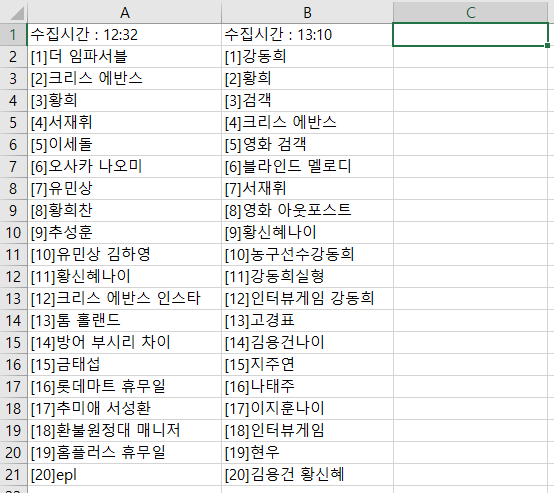 A B C
1 수집시간 : 12:32 수집시간 : 13:10
2 [1]더 임파서블 [1]강동희
3 [2]크리스 에반스 [2]황희
4 [3]황희 [3]검객
5 [4]서재휘 [4]크리스 에반스
6 [5]이세돌 [5]영화 검객
7 [6]오사카 나오미 [6]블라인드 멜로디
8 [7]유민상 [7]서재휘
9 [8]황희찬 [8]영화 아웃포스트
10 [9]추성훈 [9]황신혜나이
11 [10]유민상 김하영 [10]농구선수강동희
12 [11]황신혜나이 [11]강동희실형
13 [12]크리스 에반스 인스타 [12]인터뷰게임 강동희
14 [13]톰 홀랜드 [13]고경표
15 [14]방어 부시리 차이 [14]김용건나이
16 [15]금태섭 [15]지주연
17 [16]롯데마트 휴무일 [16]나태주
18 [17]추미애 서성환 [17]이지훈나이
19 [18]환불원정대 매니저 [18]인터뷰게임
20 [19]홈플러스 휴무일 [19]현우
21 [20]epl [20]김용건 황신혜